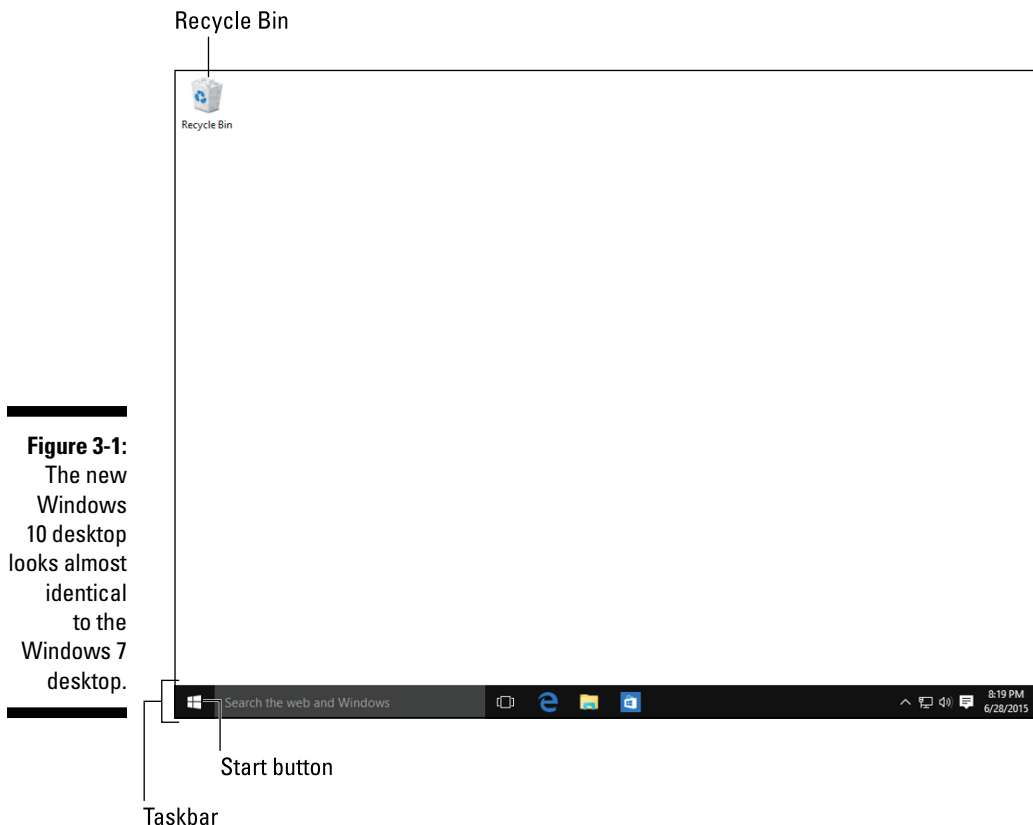 Recycle Bin
Recycle Bin
Figure 3-1:
The new
Windows
10 desktop
looks almost
identical
to the
Windows 7
desktop.
Search the web and Windows
8:19 PM
6/28/2015
Start button
Taskbar